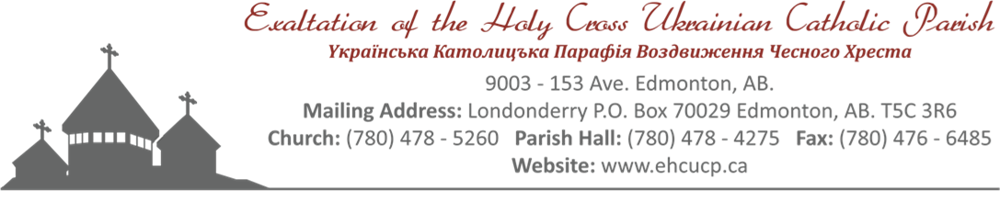 Exaltation of the Holy Cross Ukrainian Catholic Parish
Українська Католицъка Парафія Воздвиження Чесного Хреста
9003 - 153 Ave. Edmonton, AB.
Mailing Address: Londonderry P.O. Box 70029 Edmonton, AB. T5C 3R6
Church: (780) 478 - 5260 Parish Hall: (780) 478 - 4275 Fax: (780) 476 - 6485
Website: www.ehcucp.ca